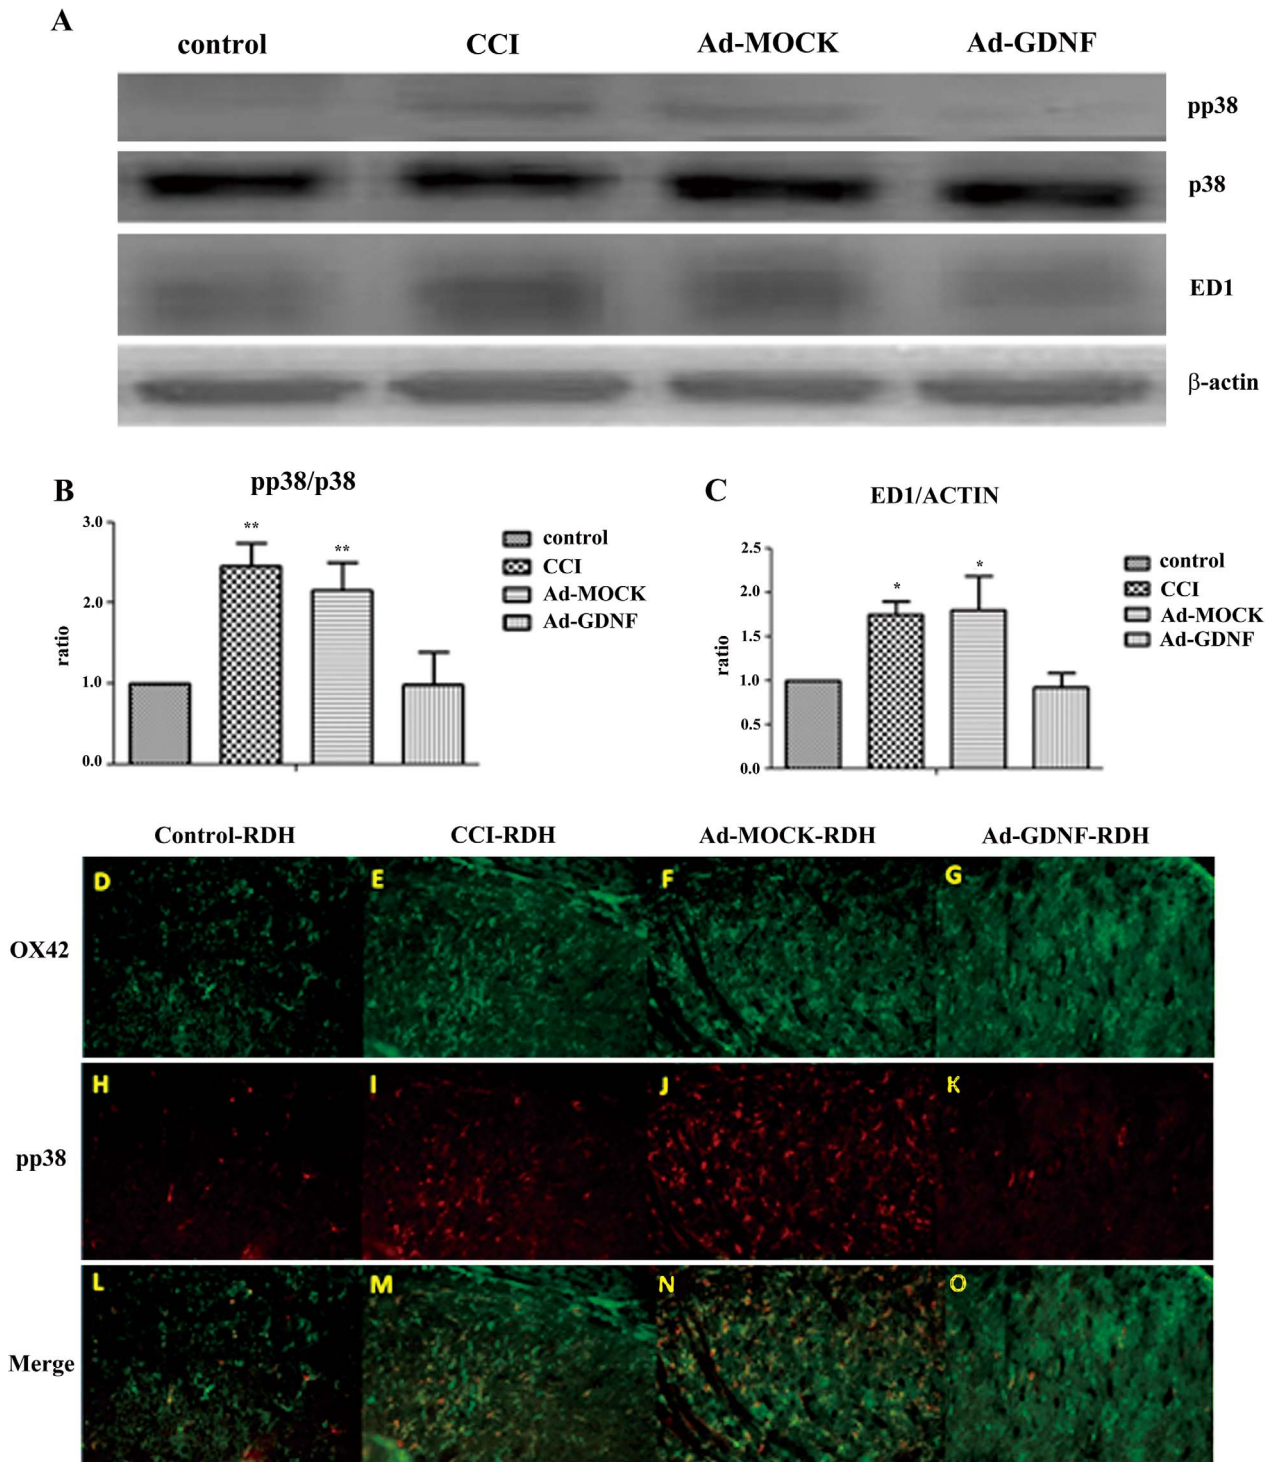 A
control CCI Ad-MOCK Ad-GDNF
pp38
p38
ED1
β-actin
B
pp38/p38
3.0
2.0
1.0
0.0
ratio
**
**
control
CCI
Ad-MOCK
Ad-GDNF
C
ED1/ACTIN
2.5
2.0
1.5
1.0
0.5
0.0
ratio
*
*
control
CCI
Ad-MOCK
Ad-GDNF
Control-RDH CCI-RDH Ad-MOCK-RDH Ad-GDNF-RDH
OX42
D E F G
pp38
H I J K
Merge
L M N O